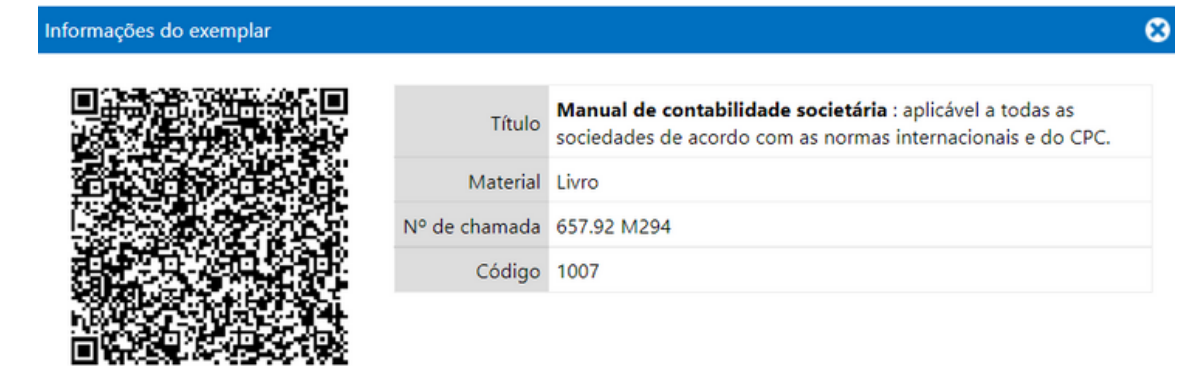 Informações do exemplar
Título Manual de contabilidade societária : aplicável a todas as
sociedades de acordo com as normas internacionais e do CPC.
Material Livro
Nº de chamada 657.92 M294
Código 1007